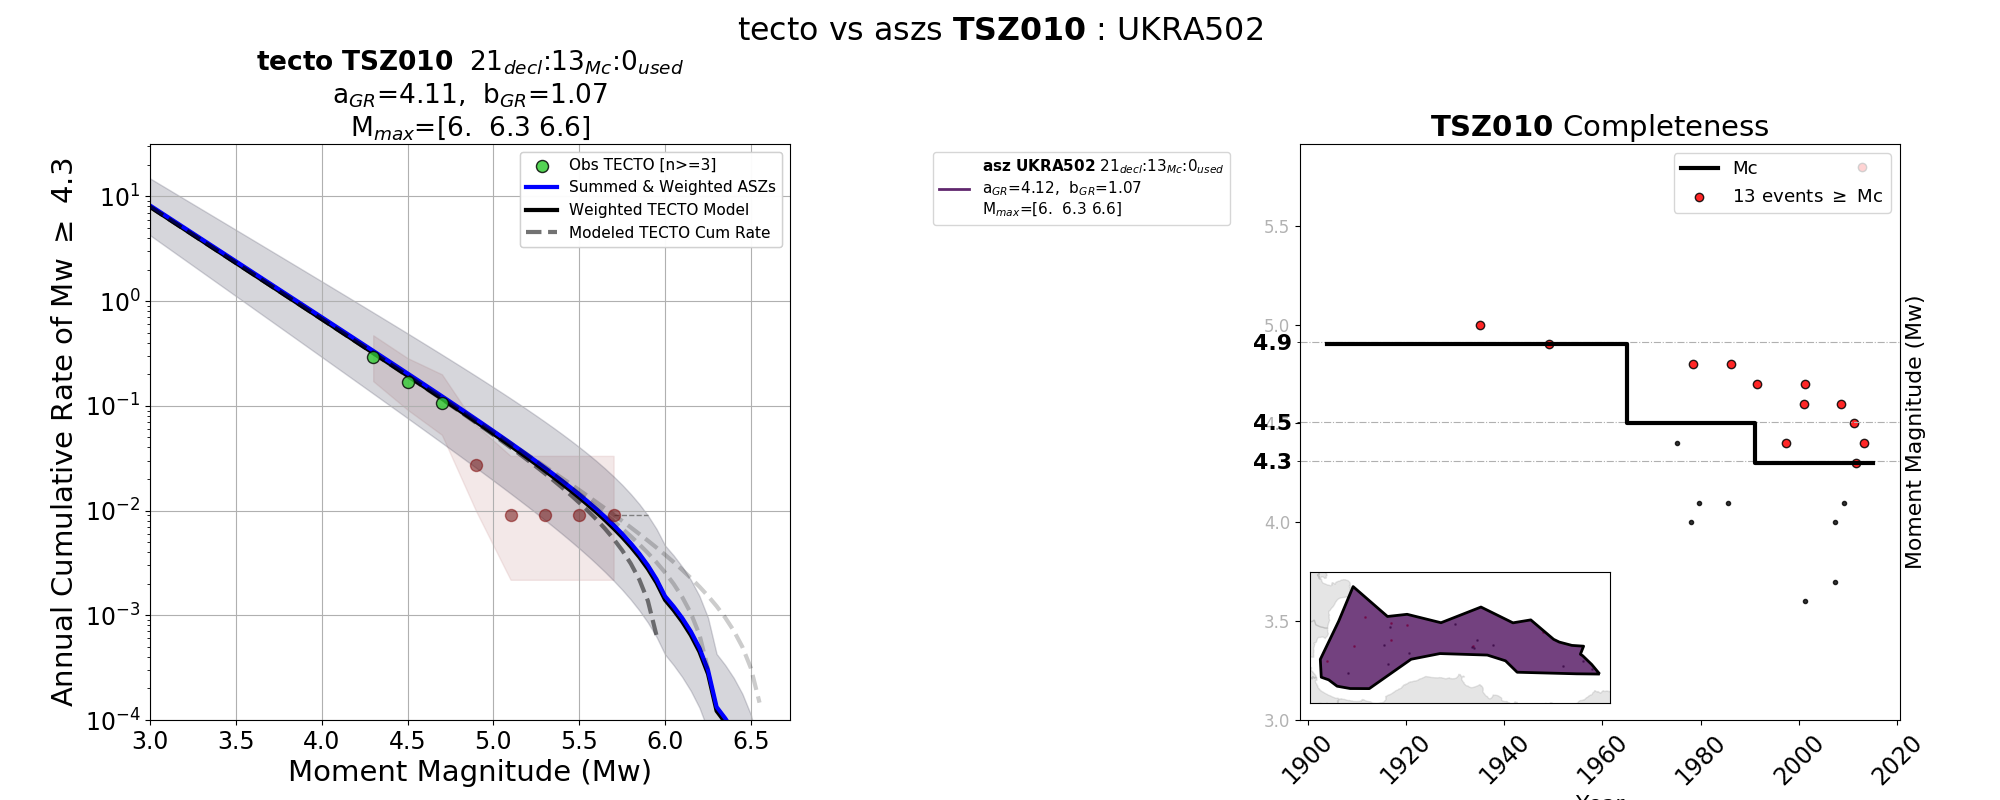 tecto vs aszs TSZ010 : UKRA502
tecto TSZ010 21decl:13Mc:0used
aGR=4.11, bGR=1.07
Mmax=[6. 6.3 6.6]
Annual Cumulative Rate of Mw ≥ 4.3
10^1
10^0
10^−1
10^−2
10^−3
10^−4
Obs TECTO [n>=3]
Summed & Weighted ASZs
Weighted TECTO Model
Modeled TECTO Cum Rate
3.0 3.5 4.0 4.5 5.0 5.5 6.0 6.5
Moment Magnitude (Mw)
asz UKRA502 21decl:13Mc:0used
aGR=4.12, bGR=1.07
Mmax=[6. 6.3 6.6]
TSZ010 Completeness
Mc
13 events ≥ Mc
5.5
5.0
4.9
4.5
4.3
4.0
3.5
3.0
Moment Magnitude (Mw)
1900 1920 1940 1960 1980 2000 2020